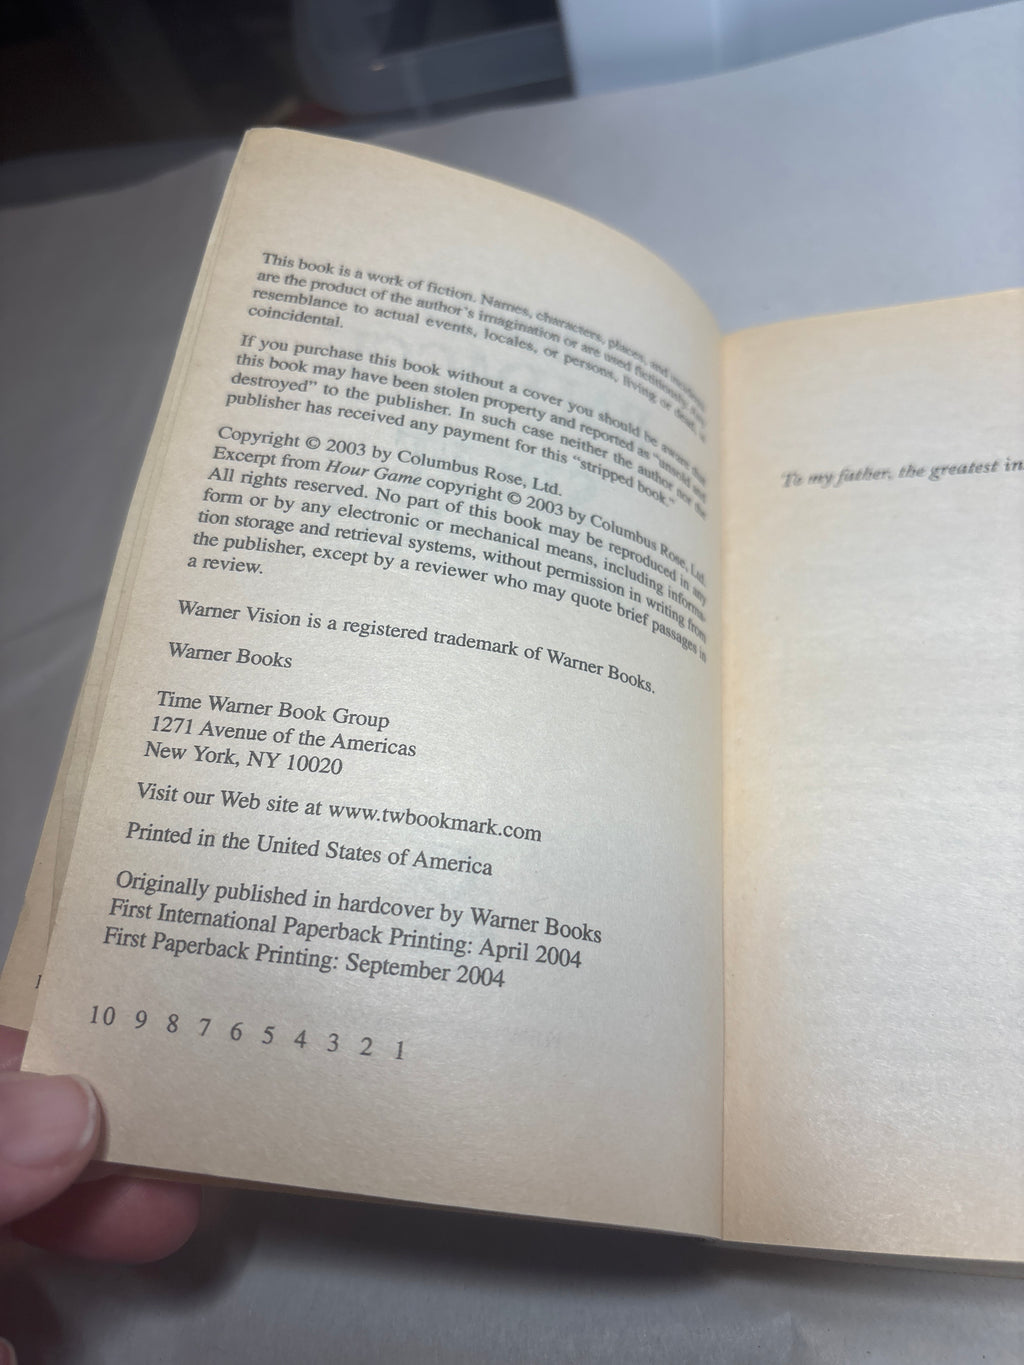 This book is a work of fiction. Names, characters, places, and incidents
are the product of the author's imagination or are used fictitiously. Any
resemblance to actual events, locales, or persons, living or dead, is
coincidental.
If you purchase this book without a cover you should be aware that
this book may have been stolen property and reported as "unsold and
destroyed" to the publisher. In such case neither the author nor the
publisher has received any payment for this "stripped book."
Copyright © 2003 by Columbus Rose, Ltd.
Excerpt from Hour Game copyright © 2003 by Columbus Rose, Ltd.
All rights reserved. No part of this book may be reproduced in any
form or by any electronic or mechanical means, including informa-
tion storage and retrieval systems, without permission in writing from
the publisher, except by a reviewer who may quote brief passages in
a review.
Warner Vision is a registered trademark of Warner Books.
Warner Books
Time Warner Book Group
1271 Avenue of the Americas
New York, NY 10020
Visit our Web site at www.twbookmark.com
Printed in the United States of America
Originally published in hardcover by Warner Books
First International Paperback Printing: April 2004
First Paperback Printing: September 2004
10 9 8 7 6 5 4 3 2 1
To my father, the greatest in